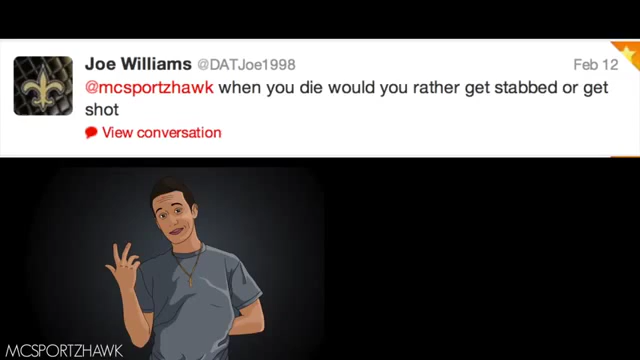 Joe Williams @DATJoe1998 Feb 12
@mcsportzhawk when you die would you rather get stabbed or get
shot
View conversation
MCSPORTZHAWK